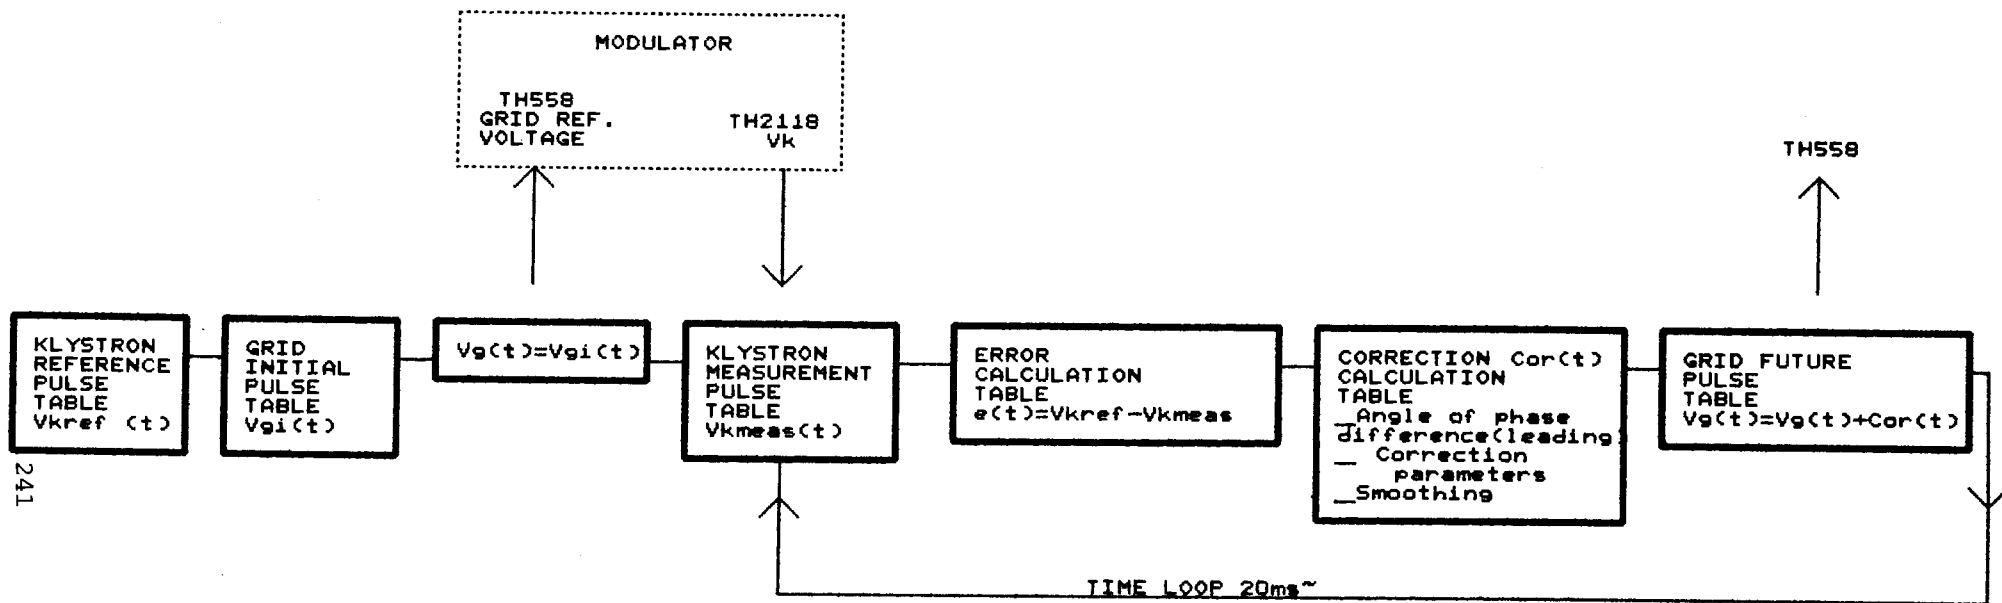 MODULATOR
TH558
GRID REF.
VOLTAGE
TH2118
Vk
TH558
KLYSTRON
REFERENCE
PULSE
TABLE
Vkref (t)
GRID
INITIAL
PULSE
TABLE
Vgi(t)
Vg(t)=Vgi(t)
KLYSTRON
MEASUREMENT
PULSE
TABLE
Vkmeas(t)
ERROR
CALCULATION
TABLE
e(t)=Vkref-Vkmeas
CORRECTION Cor(t)
CALCULATION
TABLE
_Angle of phase
difference(leading
_ Correction
parameters
_Smoothing
GRID FUTURE
PULSE
TABLE
Vg(t)=Vg(t)+Cor(t)
TIME LOOP 20ms~
241